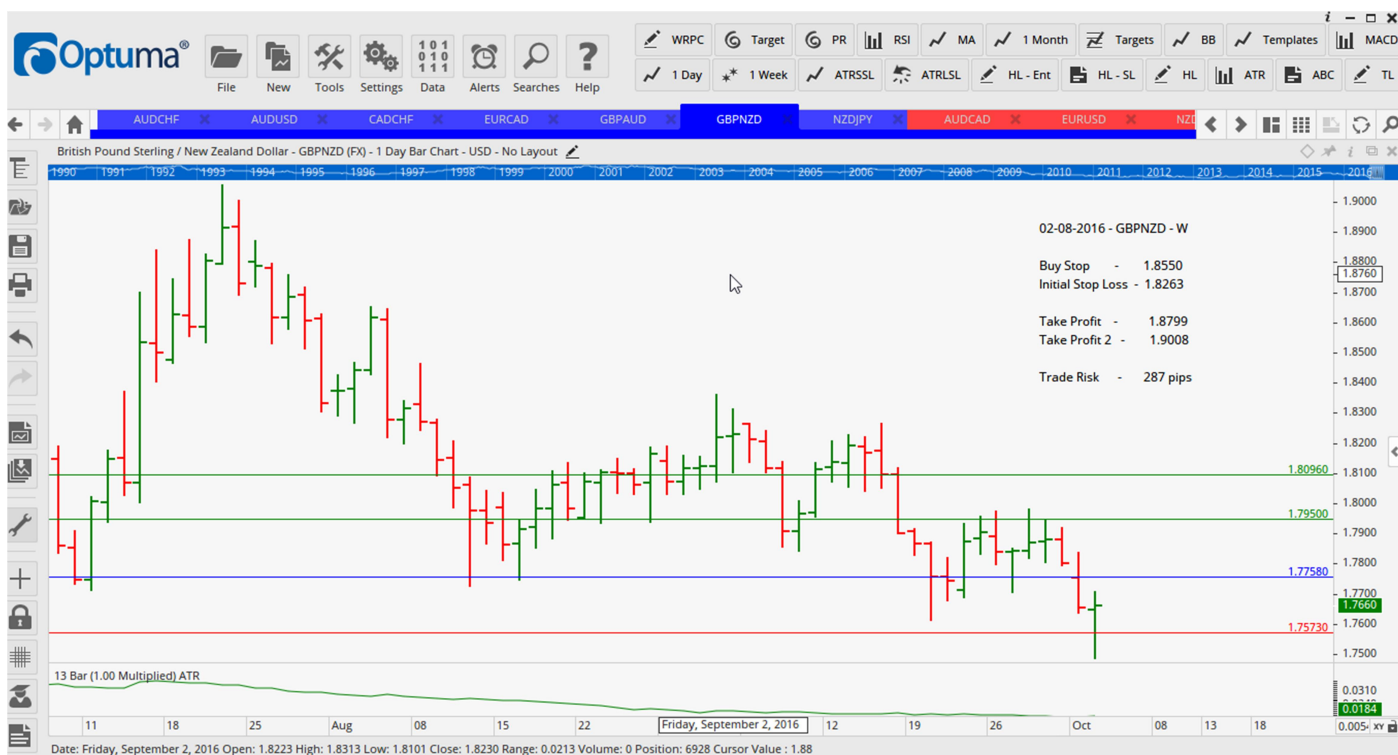 i
Optuma®
File New Tools Settings Data Alerts Searches Help
WRPC Target PR RSI MA 1 Month Targets BB Templates MACD
1 Day 1 Week ATRSSL ATRLSL HL - Ent HL - SL HL ATR ABC TL
AUDCHF AUDUSD CADCHF EURCAD GBPAUD GBPNZD NZDJPY AUDCAD EURUSD
British Pound Sterling / New Zealand Dollar - GBPNZD (FX) - 1 Day Bar Chart - USD - No Layout
1990 1991 1992 1993 1994 1995 1996 1997 1998 1999 2000 2001 2002 2003 2004 2005 2006 2007 2008 2009 2010 2011 2012 2013 2014 2015 2016
02-08-2016 - GBPNZD - W
Buy Stop - 1.8550
Initial Stop Loss - 1.8263
Take Profit - 1.8799
Take Profit 2 - 1.9008
Trade Risk - 287 pips
1.9000
1.8900
1.8800
1.8760
1.8700
1.8600
1.8500
1.8400
1.8300
1.8200
1.80960
1.8100
1.8000
1.79500
1.7900
1.7800
1.77580
1.7700
1.7660
1.7600
1.75730
1.7500
13 Bar (1.00 Multiplied) ATR
0.0310
0.0184
11 18 25 Aug 08 15 22 Friday, September 2, 2016 12 19 26 Oct 08 13 18 XY
Date: Friday, September 2, 2016 Open: 1.8223 High: 1.8313 Low: 1.8101 Close: 1.8230 Range: 0.0213 Volume: 0 Position: 6928 Cursor Value : 1.88